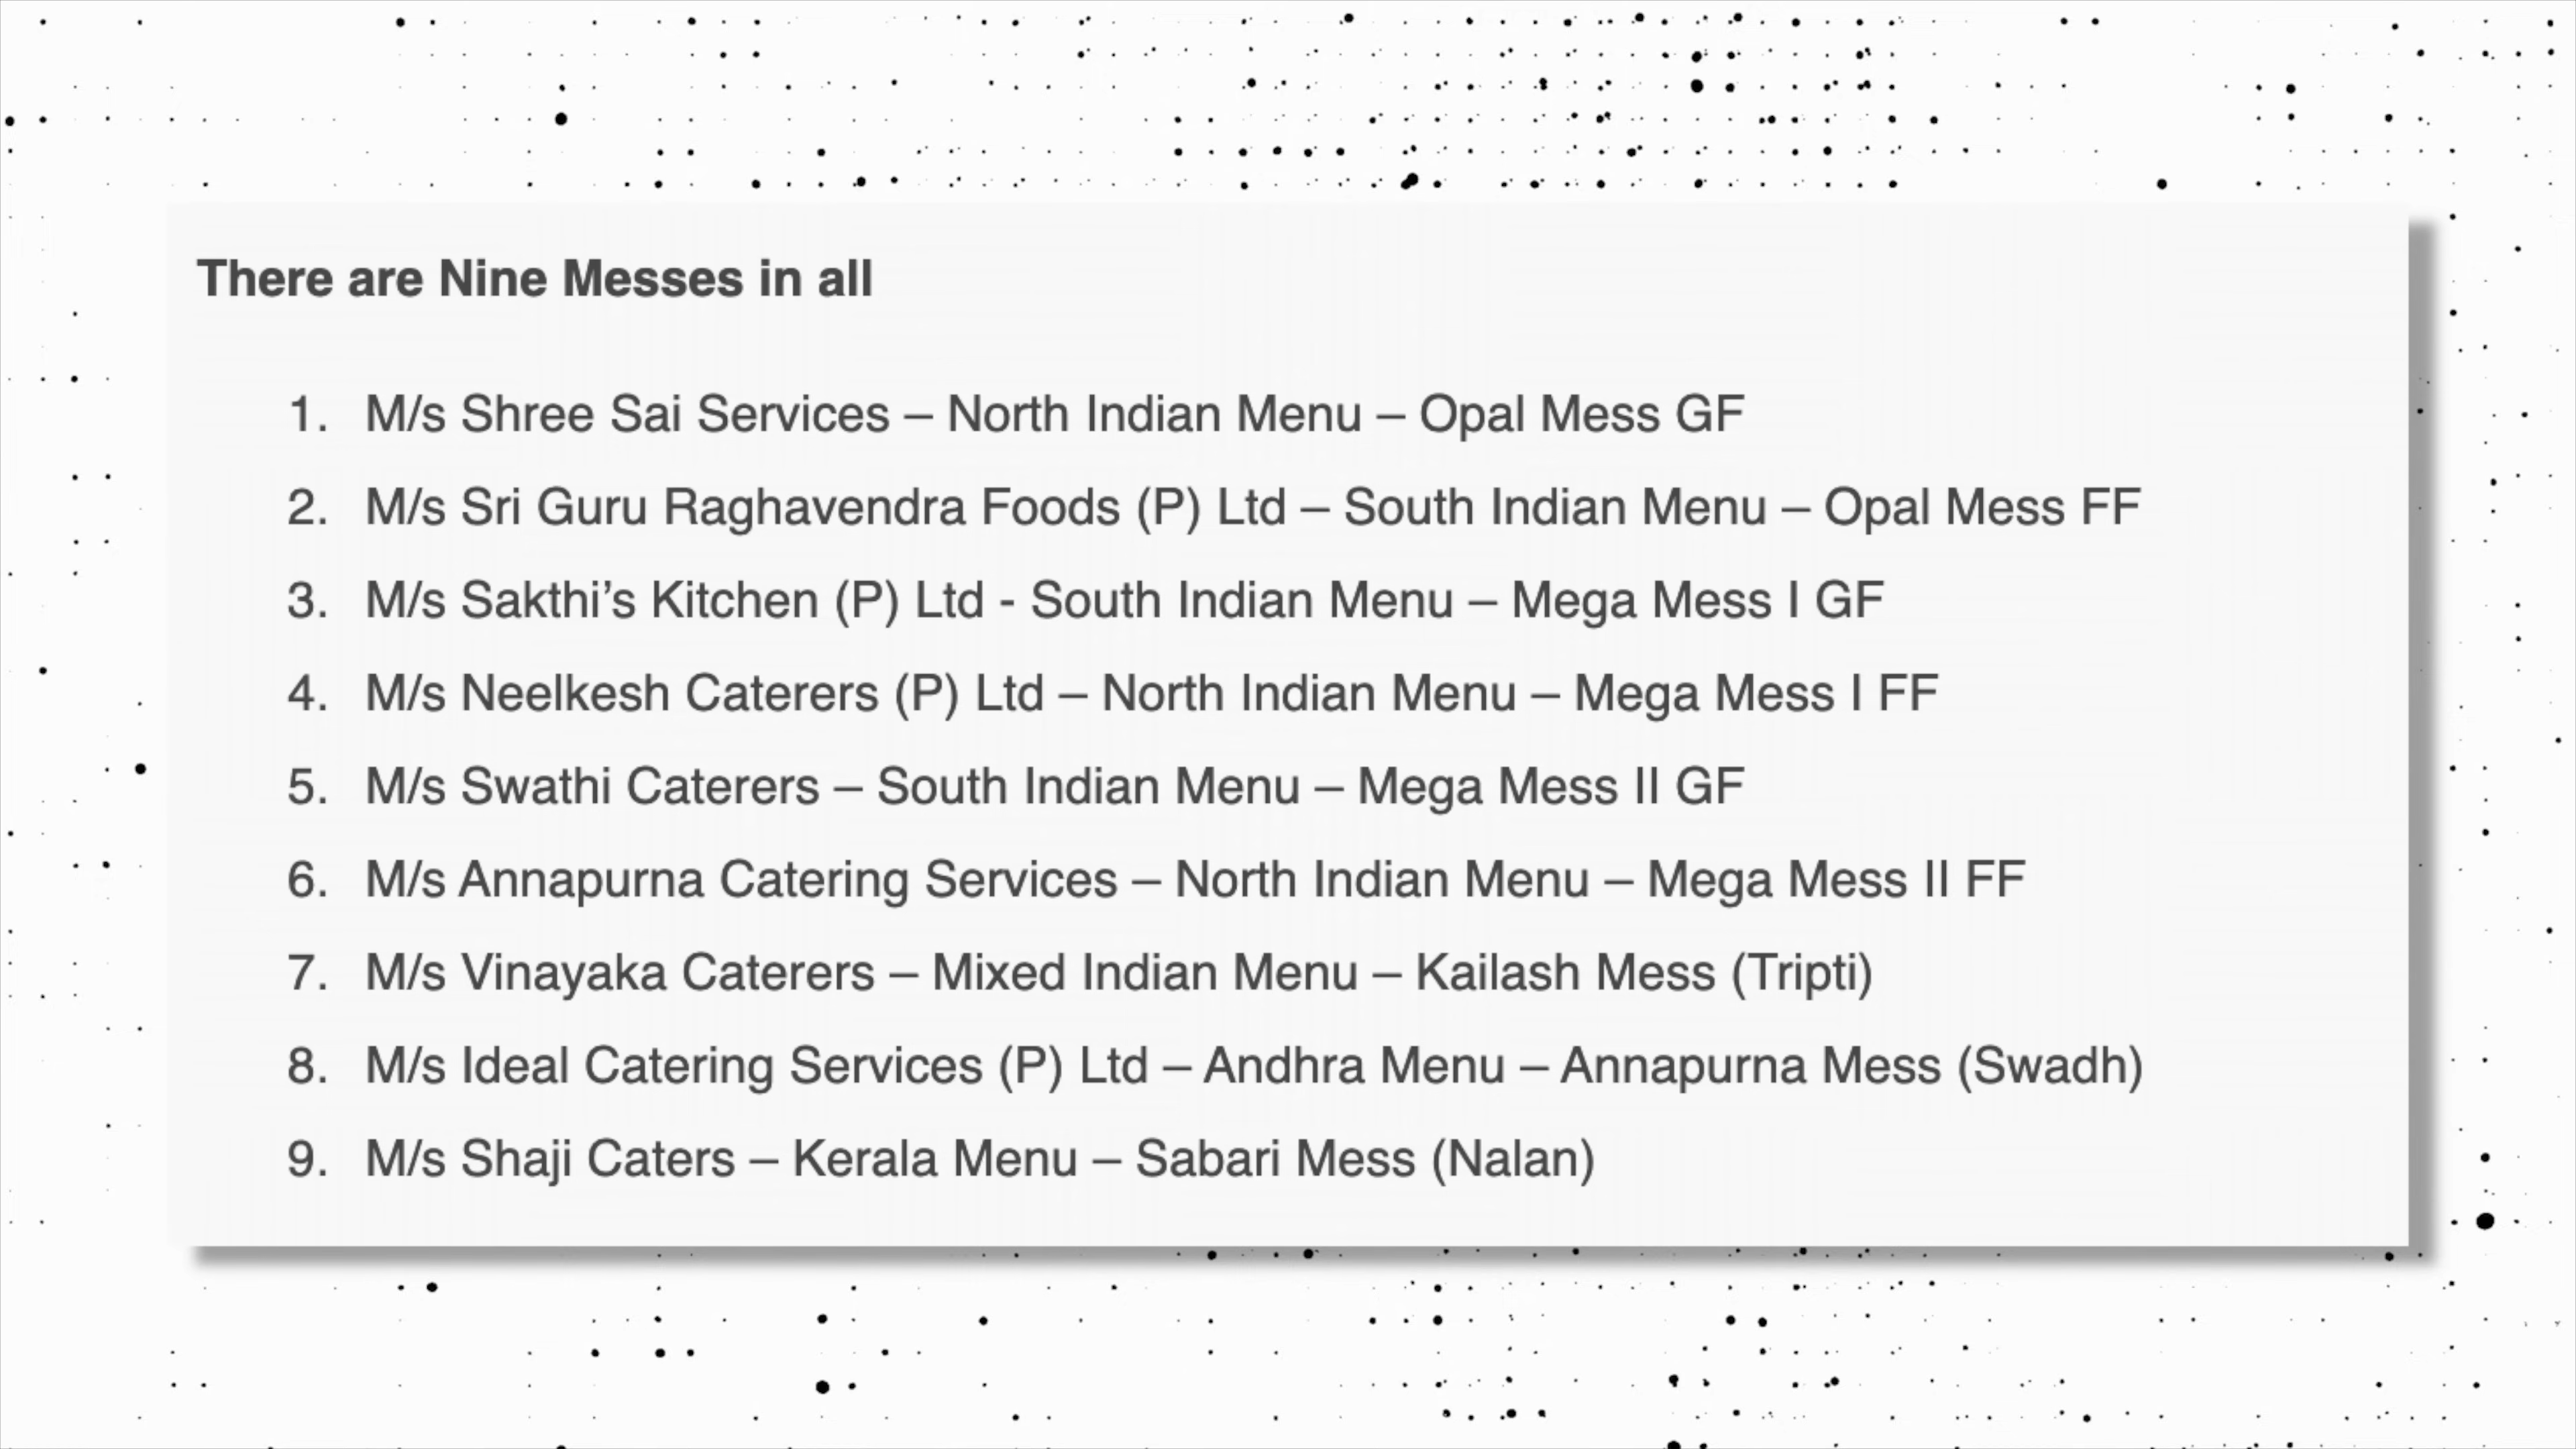 There are Nine Messes in all
1. M/s Shree Sai Services – North Indian Menu – Opal Mess GF
2. M/s Sri Guru Raghavendra Foods (P) Ltd – South Indian Menu – Opal Mess FF
3. M/s Sakthi’s Kitchen (P) Ltd - South Indian Menu – Mega Mess I GF
4. M/s Neelkesh Caterers (P) Ltd – North Indian Menu – Mega Mess I FF
5. M/s Swathi Caterers – South Indian Menu – Mega Mess II GF
6. M/s Annapurna Catering Services – North Indian Menu – Mega Mess II FF
7. M/s Vinayaka Caterers – Mixed Indian Menu – Kailash Mess (Tripti)
8. M/s Ideal Catering Services (P) Ltd – Andhra Menu – Annapurna Mess (Swadh)
9. M/s Shaji Caters – Kerala Menu – Sabari Mess (Nalan)